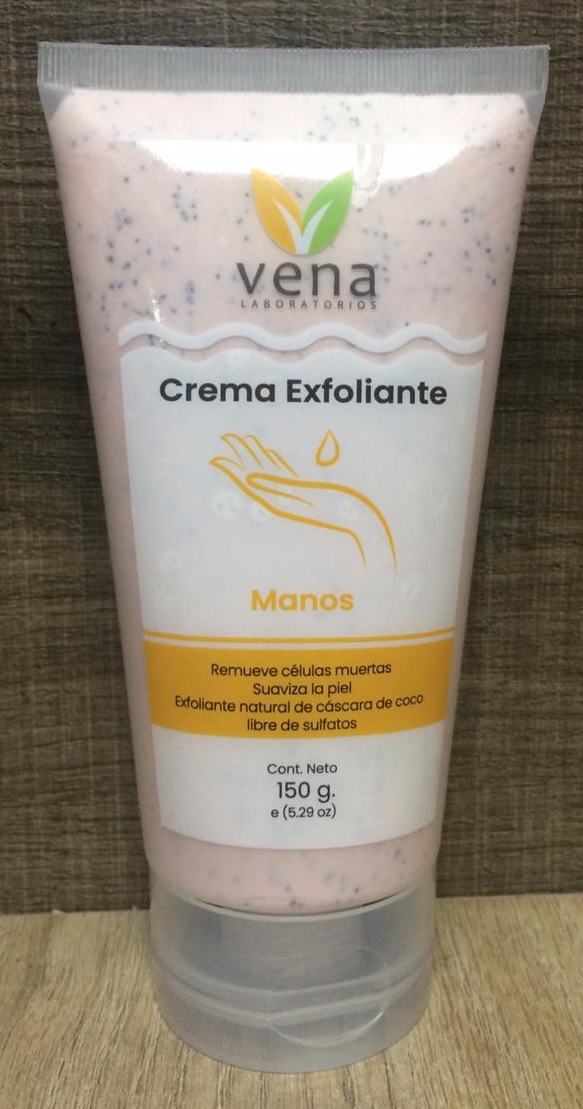 vena
LABORATORIOS
Crema Exfoliante
Manos
Remueve células muertas
Suaviza la piel
Exfoliante natural de cáscara de coco
libre de sulfatos
Cont. Neto
150 g.
e (5.29 oz)